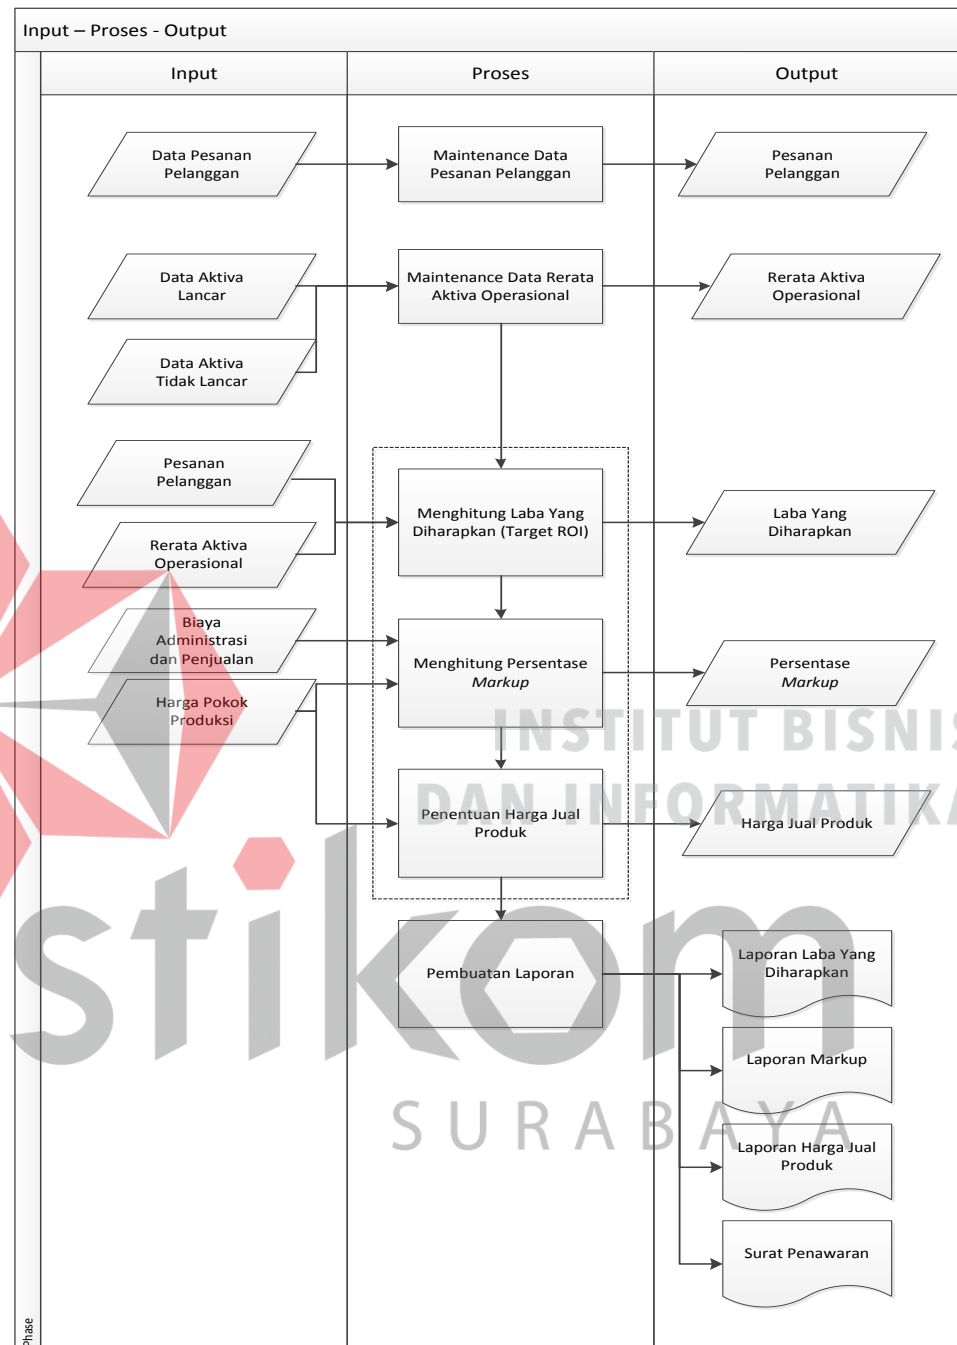 Input – Proses - Output
Input
Proses
Output
Data Pesanan
Pelanggan
Maintenance Data
Pesanan Pelanggan
Pesanan
Pelanggan
Data Aktiva
Lancar
Maintenance Data Rerata
Aktiva Operasional
Rerata Aktiva
Operasional
Data Aktiva
Tidak Lancar
Pesanan
Pelanggan
Menghitung Laba Yang
Diharapkan (Target ROI)
Laba Yang
Diharapkan
Rerata Aktiva
Operasional
Biaya
Administrasi
dan Penjualan
Menghitung Persentase
Markup
Persentase
Markup
Harga Pokok
Produksi
INSTITUT BISNIS
DAN INFORMATIKA
Penentuan Harga Jual
Produk
Harga Jual Produk
stikom
SURABAYA
Pembuatan Laporan
Laporan Laba Yang
Diharapkan
Laporan Markup
Laporan Harga Jual
Produk
Surat Penawaran
Phase